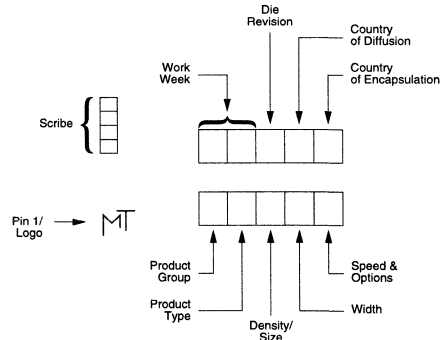 Die
Revision
Country
of Diffusion
Work
Week
Country
of Encapsulation
Scribe
Pin 1/
Logo
MT
Product
Group
Speed &
Options
Product
Type
Width
Density/
Size